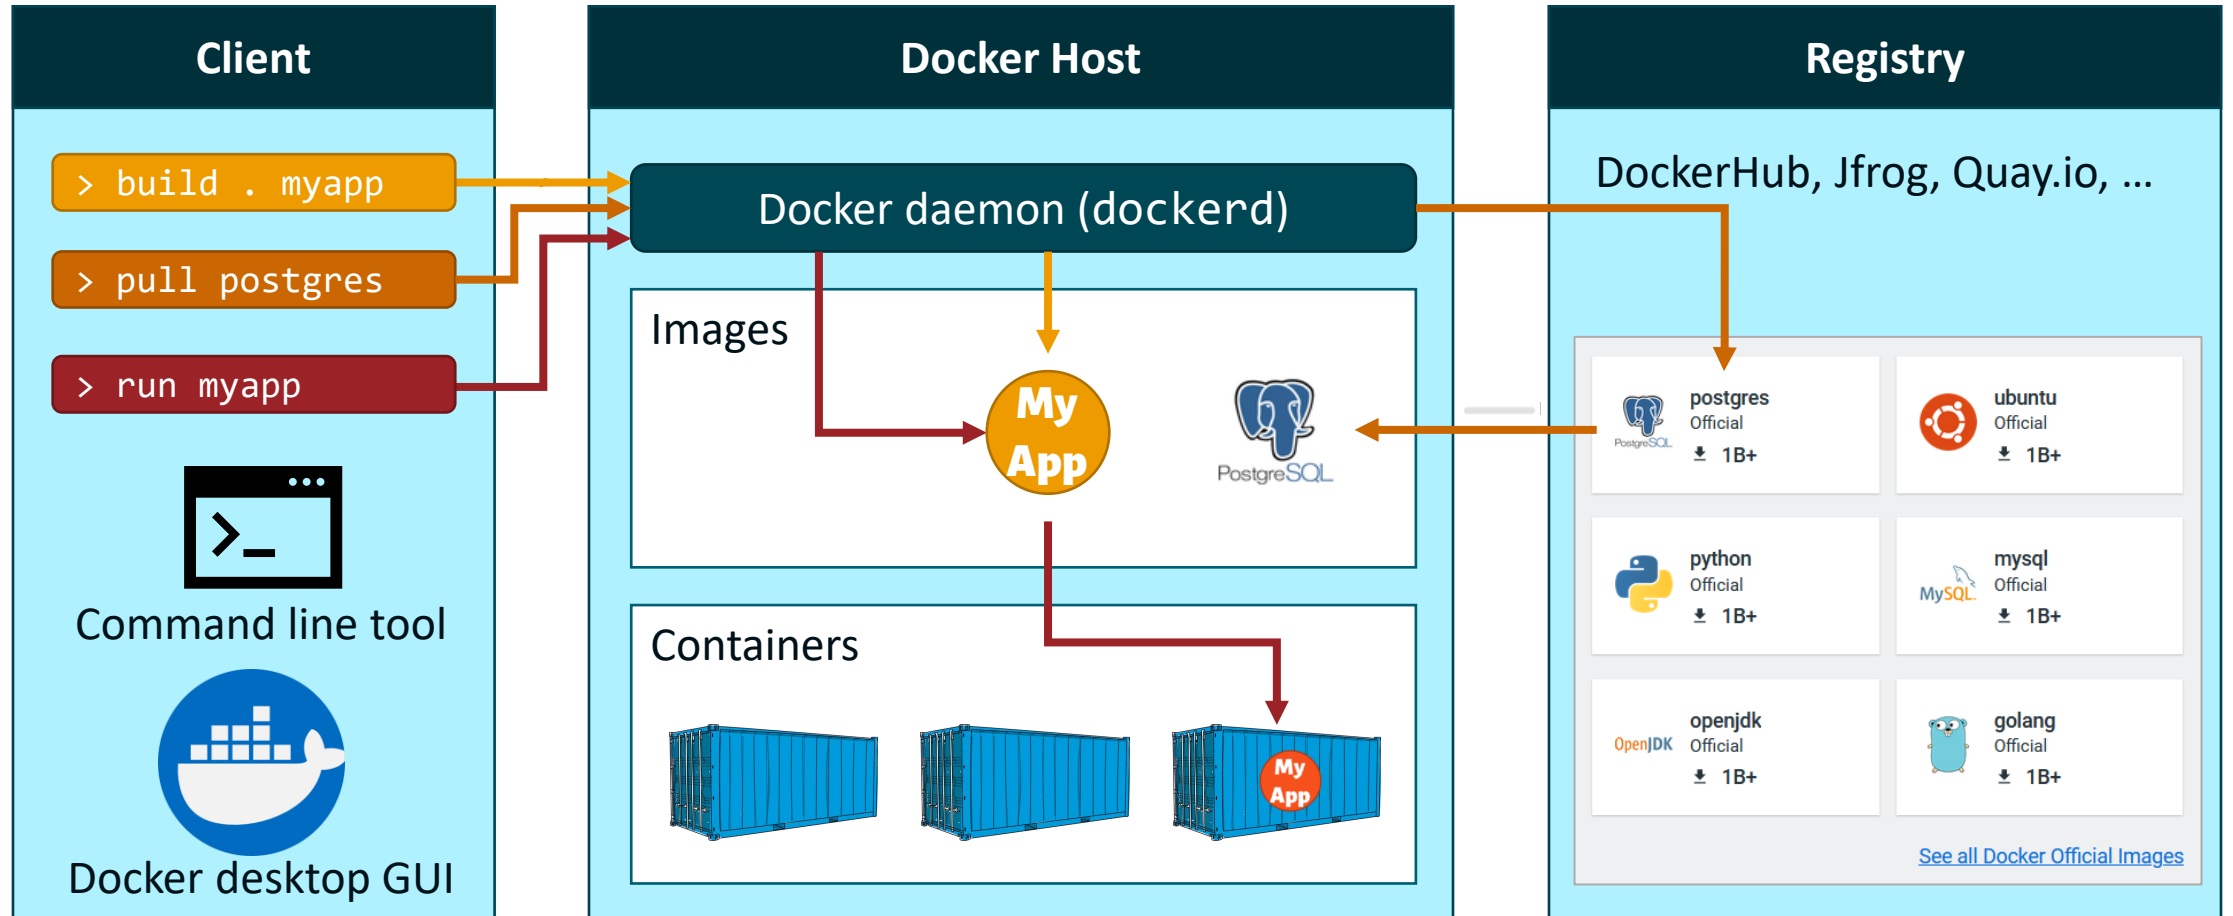 Client
> build . myapp
> pull postgres
> run myapp
Command line tool
Docker desktop GUI
Docker Host
Docker daemon (dockerd)
Images
My
App
PostgreSQL
Containers
My
App
Registry
DockerHub, Jfrog, Quay.io, ...
PostgreSQL
postgres
Official
1B+
ubuntu
Official
1B+
python
Official
1B+
MySQL
mysql
Official
1B+
OpenJDK
openjdk
Official
1B+
golang
Official
1B+
See all Docker Official Images